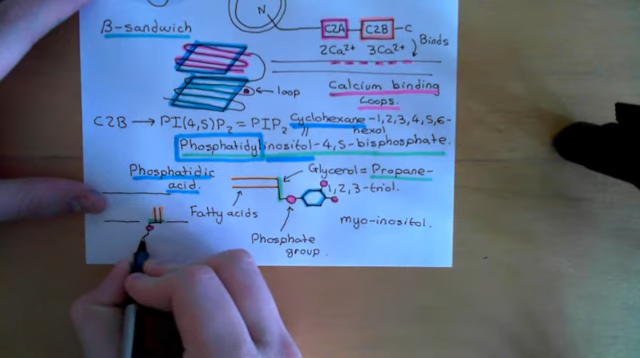 β-sandwich
N
C2A
C2B
C
2Ca²⁺
3Ca²⁺
Binds
loop
Calcium binding
Loops.
C2B → PI(4,5)P₂ = PIP₂ Cyclohexane-1,2,3,4,5,6-
hexol
=
Phosphatidylinositol-4,5-bisphosphate.
Phosphatidic
acid.
Glycerol = Propane-
1,2,3-triol.
Fatty acids
myo-inositol.
Phosphate
group.